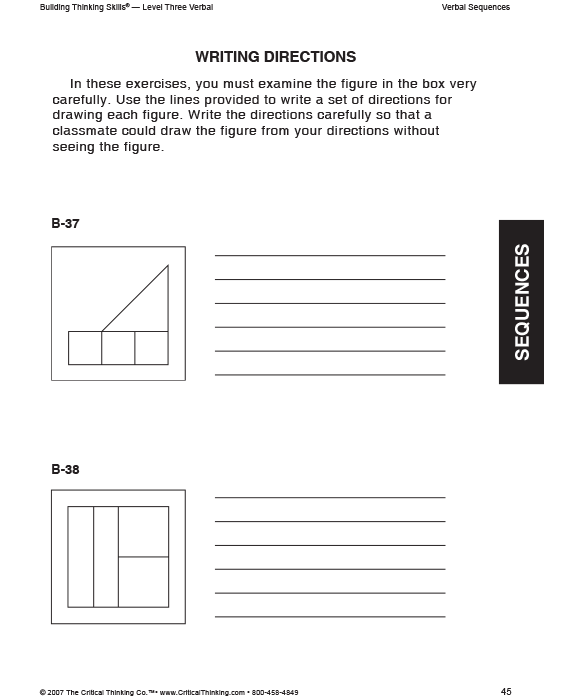 Building Thinking Skills® — Level Three Verbal
Verbal Sequences
WRITING DIRECTIONS
In these exercises, you must examine the figure in the box very
carefully. Use the lines provided to write a set of directions for
drawing each figure. Write the directions carefully so that a
classmate could draw the figure from your directions without
seeing the figure.
B-37
SEQUENCES
B-38
© 2007 The Critical Thinking Co.™ • www.CriticalThinking.com • 800-458-4849
45